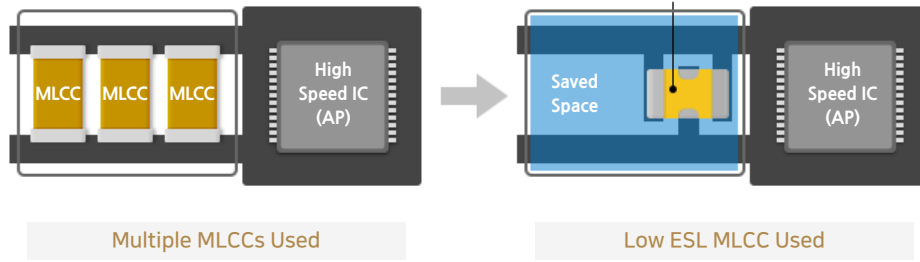 MLCC MLCC MLCC
High
Speed IC
(AP)
Saved
Space
High
Speed IC
(AP)
Multiple MLCCs Used
Low ESL MLCC Used